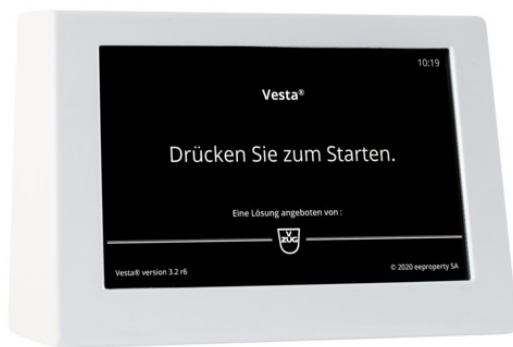 10:19
Vesta®
Drücken Sie zum Starten.
Eine Lösung angeboten von :
V
ZUG
Vesta® version 3.2 r6
© 2020 eeproperty SA